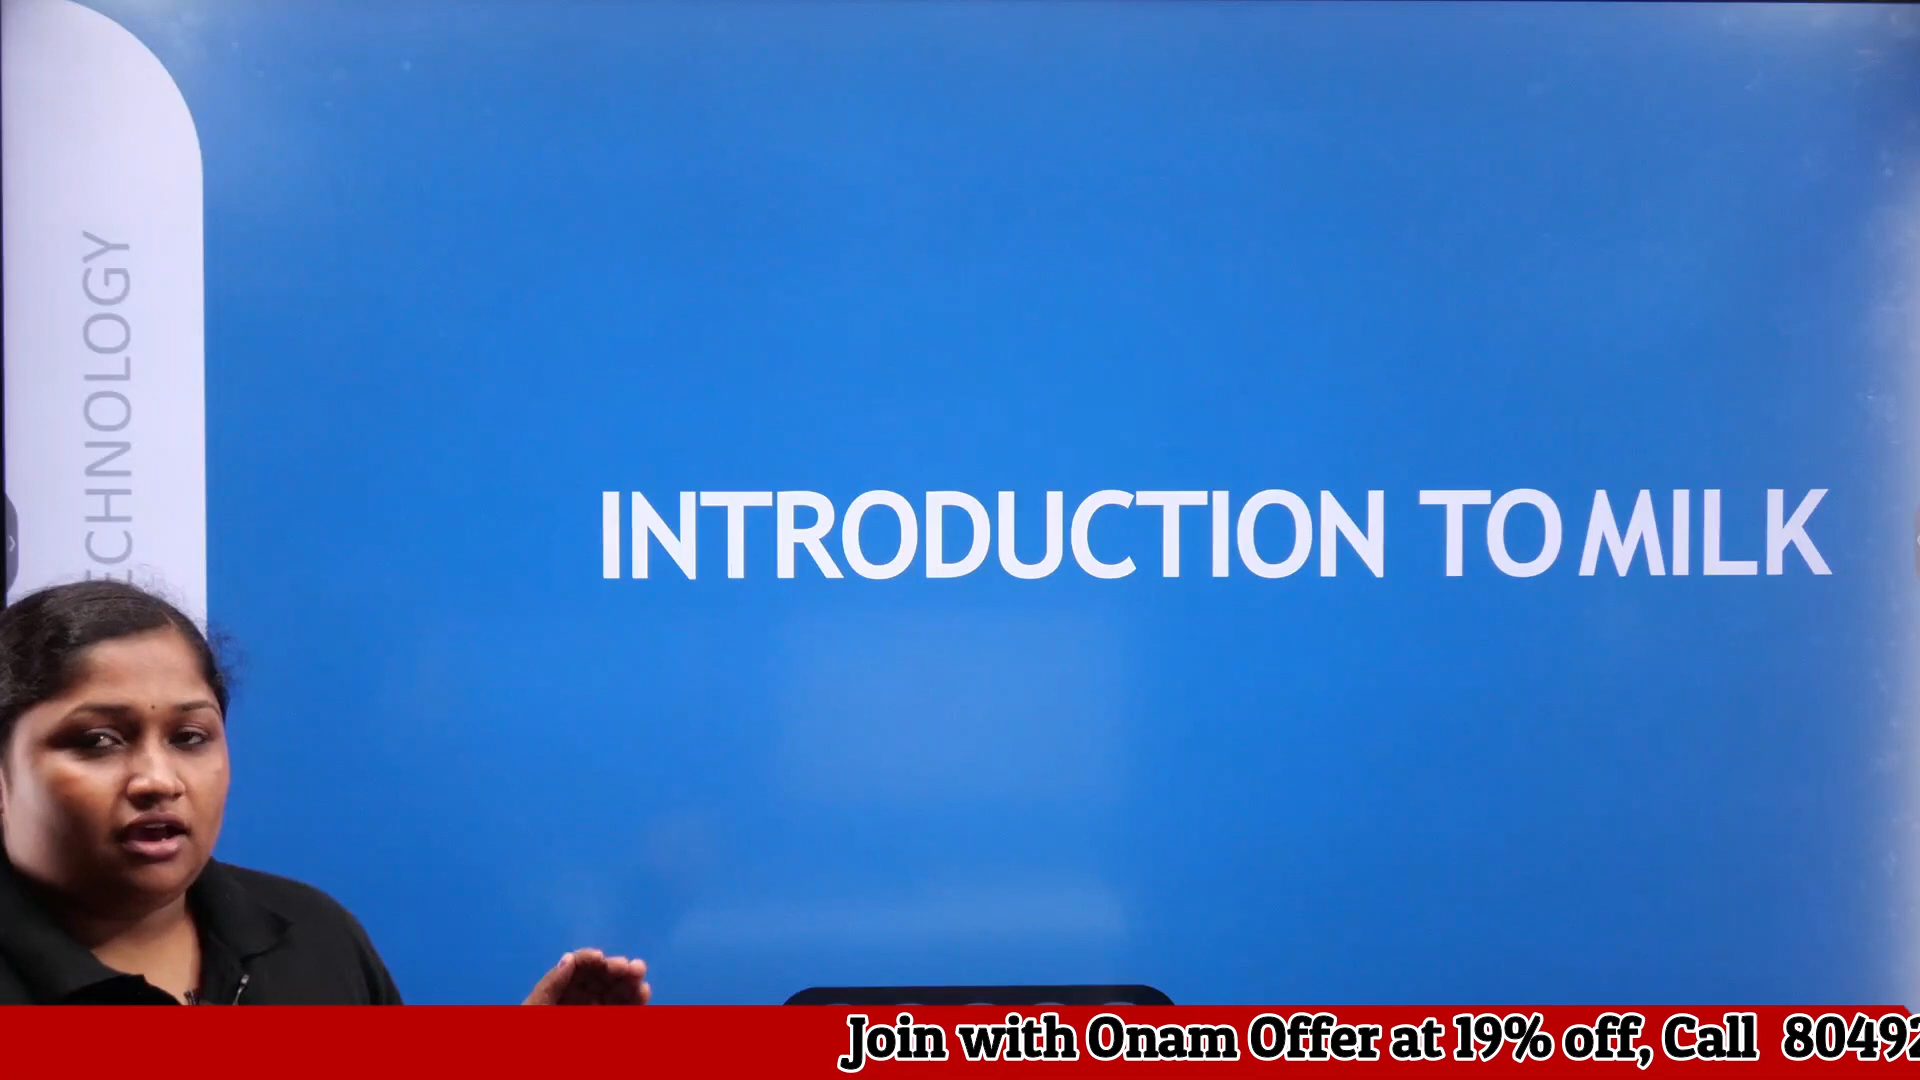 ECHNOLOGY
INTRODUCTION TO MILK
Join with Onam Offer at 19% off, Call 8049